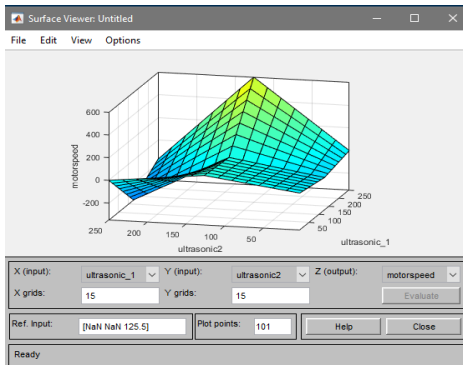 Surface Viewer: Untitled
File Edit View Options
600
400
200
0
-200
motorspeed
250
200
150
100
50
ultrasonic2
50
100
150
200
250
ultrasonic_1
X (input): ultrasonic_1 Y (input): ultrasonic2 Z (output): motorspeed
X grids: 15 Y grids: 15 Evaluate
Ref. Input: [NaN NaN 125.5] Plot points: 101 Help Close
Ready